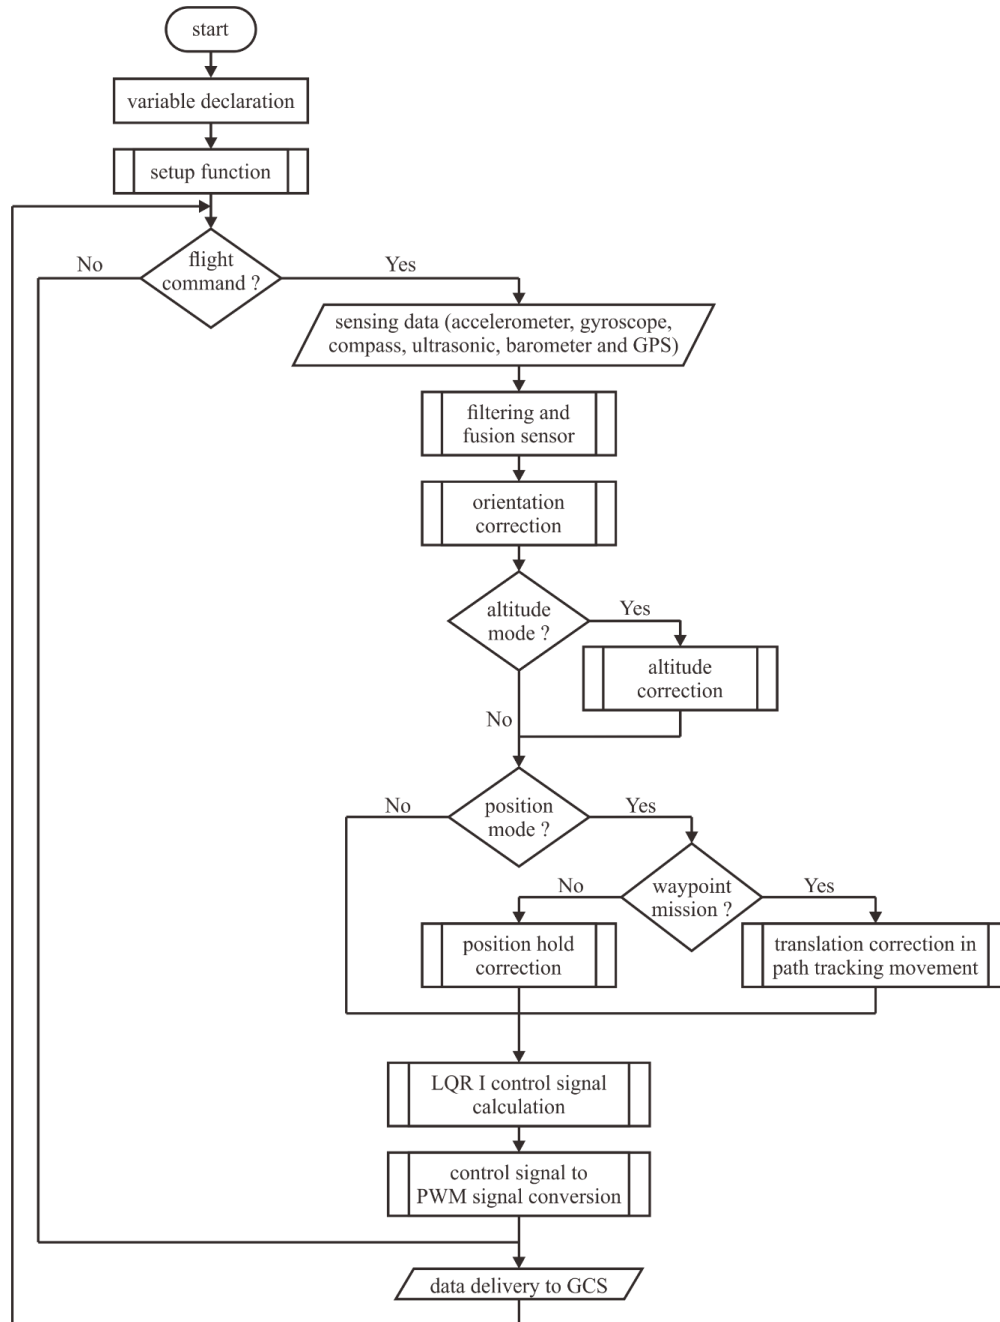 start
variable declaration
setup function
No
flight
command ?
Yes
sensing data (accelerometer, gyroscope,
compass, ultrasonic, barometer and GPS)
filtering and
fusion sensor
orientation
correction
altitude
mode ?
Yes
altitude
correction
No
No
position
mode ?
Yes
No
waypoint
mission ?
Yes
position hold
correction
translation correction in
path tracking movement
LQR I control signal
calculation
control signal to
PWM signal conversion
data delivery to GCS